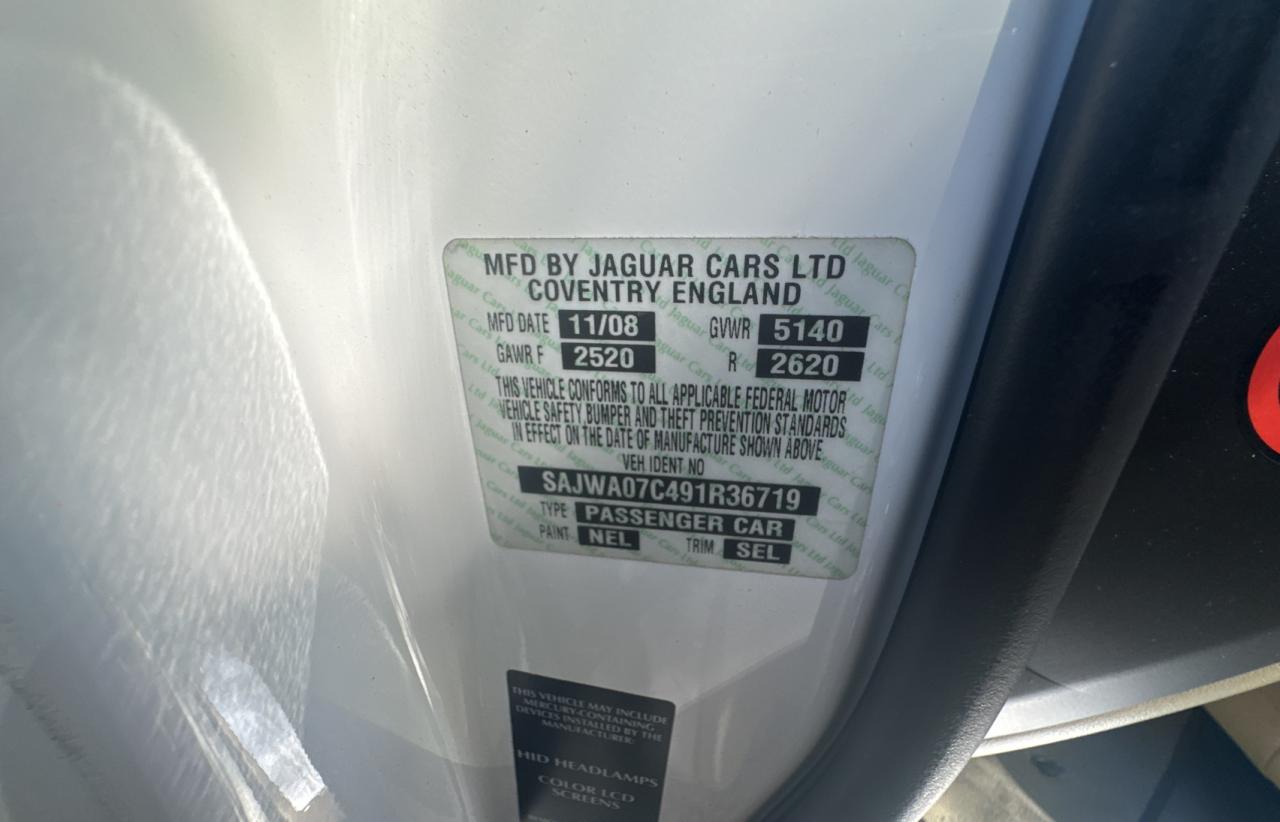 MFD BY JAGUAR CARS LTD
COVENTRY ENGLAND
MFD DATE 11/08 GVWR 5140
GAWR F 2520 R 2620
THIS VEHICLE CONFORMS TO ALL APPLICABLE FEDERAL MOTOR
VEHICLE SAFETY BUMPER AND THEFT PREVENTION STANDARDS
IN EFFECT ON THE DATE OF MANUFACTURE SHOWN ABOVE
VEH IDENT NO
SAJWA07C491R36719
TYPE PASSENGER CAR
PAINT NEL TRIM SEL
THIS VEHICLE MAY INCLUDE
MERCURY-CONTAINING
DEVICES INSTALLED BY THE
MANUFACTURER:
HID HEADLAMPS
COLOR LCD
SCREENS